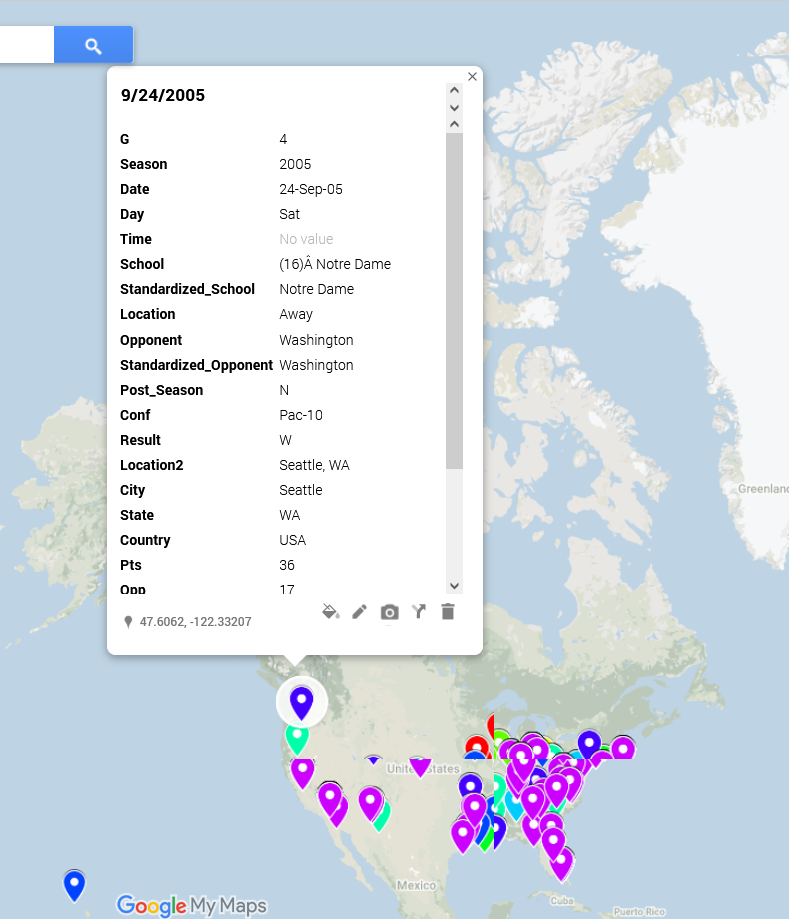 9/24/2005
G 4
Season 2005
Date 24-Sep-05
Day Sat
Time No value
School (16)Â Notre Dame
Standardized_School Notre Dame
Location Away
Opponent Washington
Standardized_Opponent Washington
Post_Season N
Conf Pac-10
Result W
Location2 Seattle, WA
City Seattle
State WA
Country USA
Pts 36
Opp 17
47.6062, -122.33207
Greenland
United States
Mexico
Cuba
Puerto Rico
Google My Maps